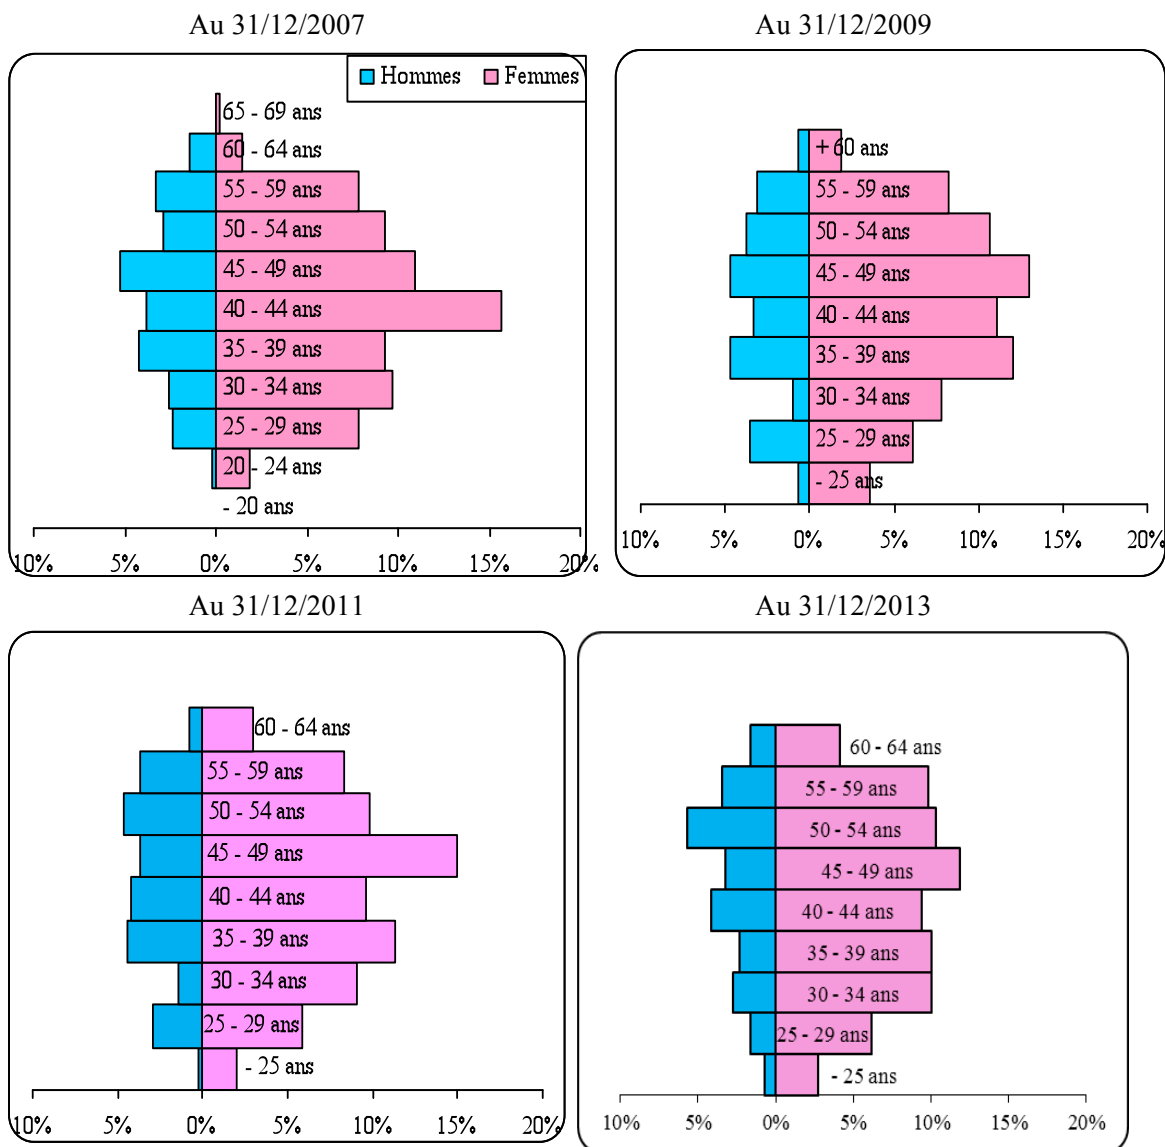 Au 31/12/2007
Hommes Femmes
65 - 69 ans
60 - 64 ans
55 - 59 ans
50 - 54 ans
45 - 49 ans
40 - 44 ans
35 - 39 ans
30 - 34 ans
25 - 29 ans
20 - 24 ans
- 20 ans
10% 5% 0% 5% 10% 15% 20%
Au 31/12/2009
+ 60 ans
55 - 59 ans
50 - 54 ans
45 - 49 ans
40 - 44 ans
35 - 39 ans
30 - 34 ans
25 - 29 ans
- 25 ans
10% 5% 0% 5% 10% 15% 20%
Au 31/12/2011
60 - 64 ans
55 - 59 ans
50 - 54 ans
45 - 49 ans
40 - 44 ans
35 - 39 ans
30 - 34 ans
25 - 29 ans
- 25 ans
10% 5% 0% 5% 10% 15% 20%
Au 31/12/2013
60 - 64 ans
55 - 59 ans
50 - 54 ans
45 - 49 ans
40 - 44 ans
35 - 39 ans
30 - 34 ans
25 - 29 ans
- 25 ans
10% 5% 0% 5% 10% 15% 20%